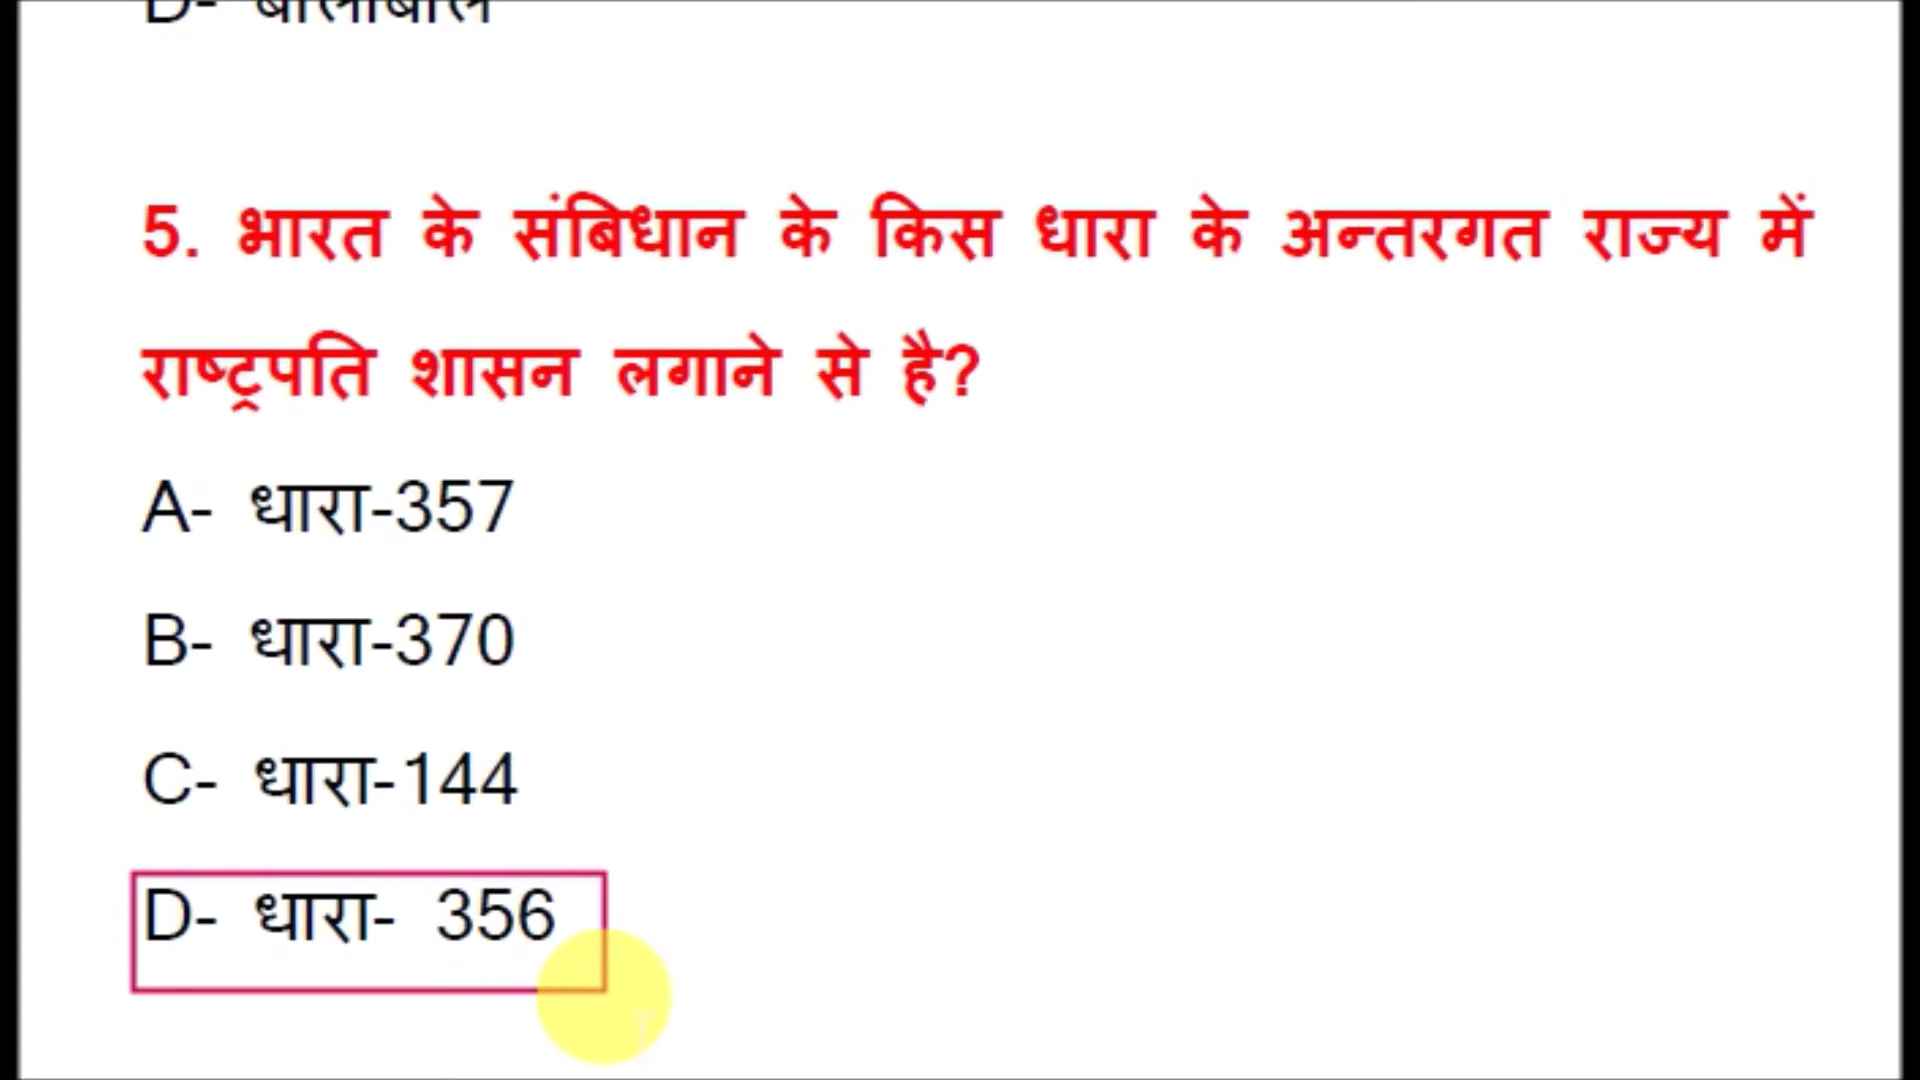 5. भारत के संबिधान के किस धारा के अन्तरगत राज्य में
राष्ट्रपति शासन लगाने से है?
A- धारा-357
B- धारा-370
C- धारा-144
D- धारा- 356